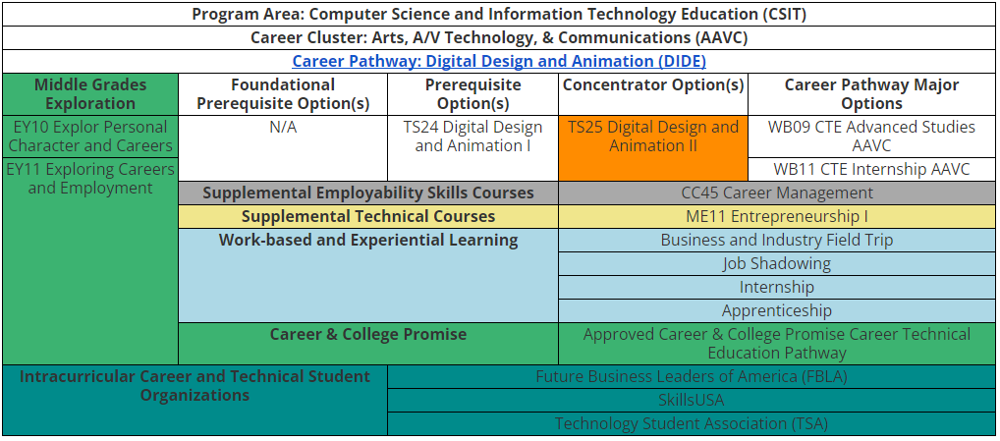 Program Area: Computer Science and Information Technology Education (CSIT)
Career Cluster: Arts, A/V Technology, & Communications (AAVC)
Career Pathway: Digital Design and Animation (DIDE)
Middle Grades
Exploration
Foundational
Prerequisite Option(s)
Prerequisite
Option(s)
Concentrator Option(s)
Career Pathway Major
Options
EY10 Explor Personal
Character and Careers
N/A
TS24 Digital Design
and Animation I
TS25 Digital Design and
Animation II
WB09 CTE Advanced Studies
AAVC
EY11 Exploring Careers
and Employment
WB11 CTE Internship AAVC
Supplemental Employability Skills Courses
CC45 Career Management
Supplemental Technical Courses
ME11 Entrepreneurship I
Work-based and Experiential Learning
Business and Industry Field Trip
Job Shadowing
Internship
Apprenticeship
Career & College Promise
Approved Career & College Promise Career Technical
Education Pathway
Intracurricular Career and Technical Student
Organizations
Future Business Leaders of America (FBLA)
SkillsUSA
Technology Student Association (TSA)